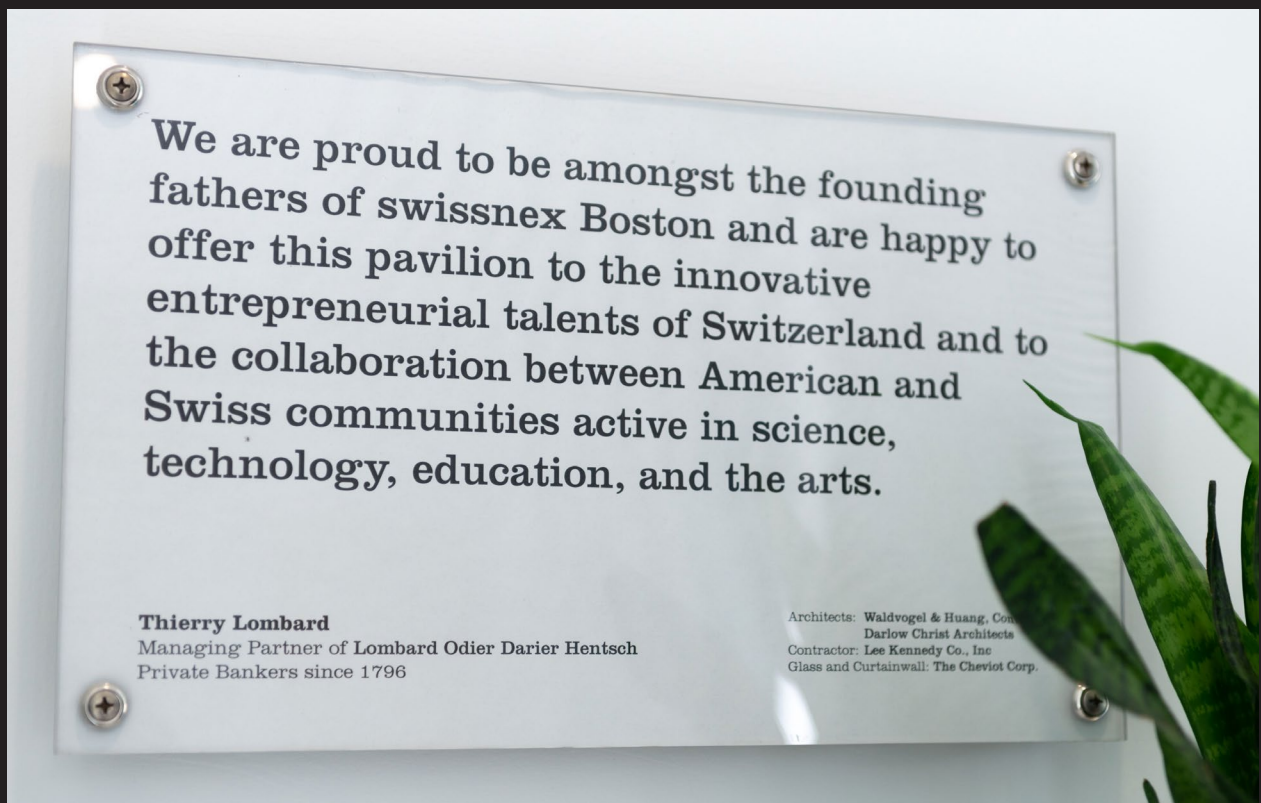 We are proud to be amongst the founding
fathers of swissnex Boston and are happy to
offer this pavilion to the innovative
entrepreneurial talents of Switzerland and to
the collaboration between American and
Swiss communities active in science,
technology, education, and the arts.
Thierry Lombard
Managing Partner of Lombard Odier Darier Hentsch
Private Bankers since 1796
Architects: Waldvogel & Huang,
Darlow Christ Architects
Contractor: Lee Kennedy Co., Inc
Glass and Curtainwall: The Cheviot Corp.